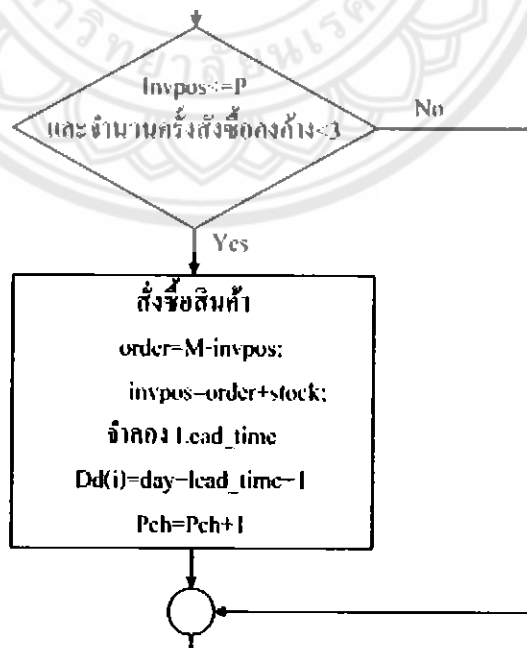 Invpos<=P
และจำนวนครั้งสั่งซื้อคงค้าง<3
No
Yes
สั่งซื้อสินค้า
order=M-invpos;
invpos=order+stock;
จำลอง Lead_time
Dd(i)=day+lead_time+1
Pch=Pch+1